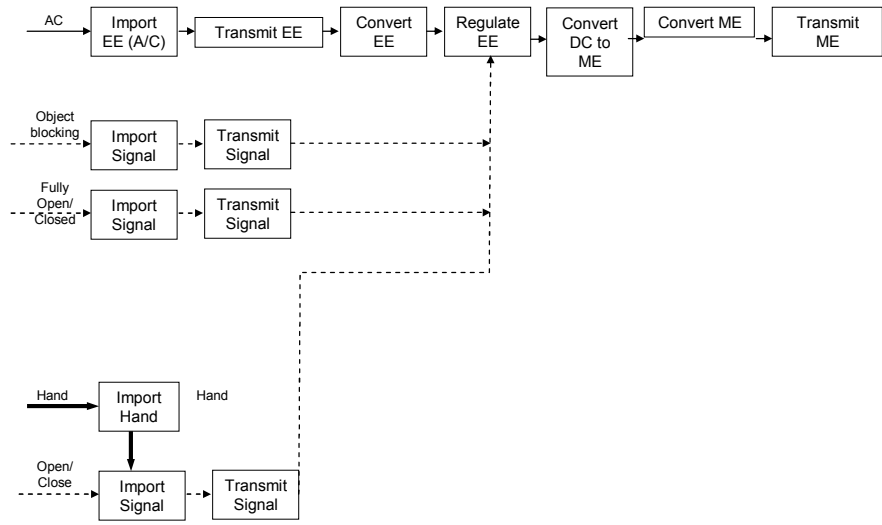 AC
Import
EE (A/C)
Transmit EE
Convert
EE
Regulate
EE
Convert
DC to
ME
Convert ME
Transmit
ME
Object
blocking
Import
Signal
Transmit
Signal
Fully
Open/
Closed
Import
Signal
Transmit
Signal
Hand
Import
Hand
Hand
Open/
Close
Import
Signal
Transmit
Signal